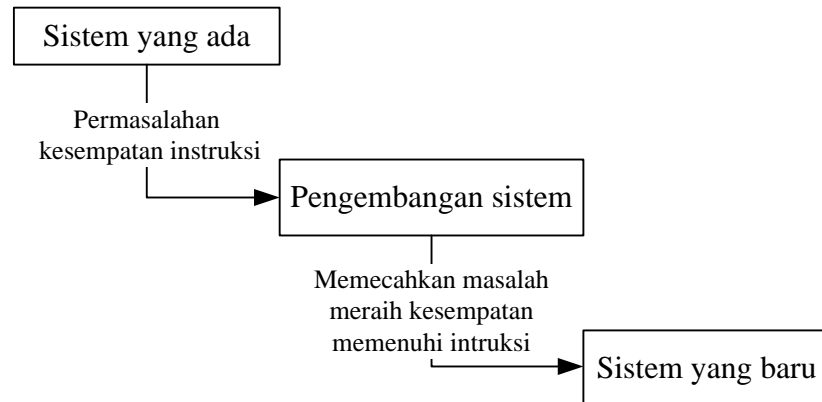 Sistem yang ada
Permasalahan
kesempatan instruksi
Pengembangan sistem
Memecahkan masalah
meraih kesempatan
memenuhi intruksi
Sistem yang baru